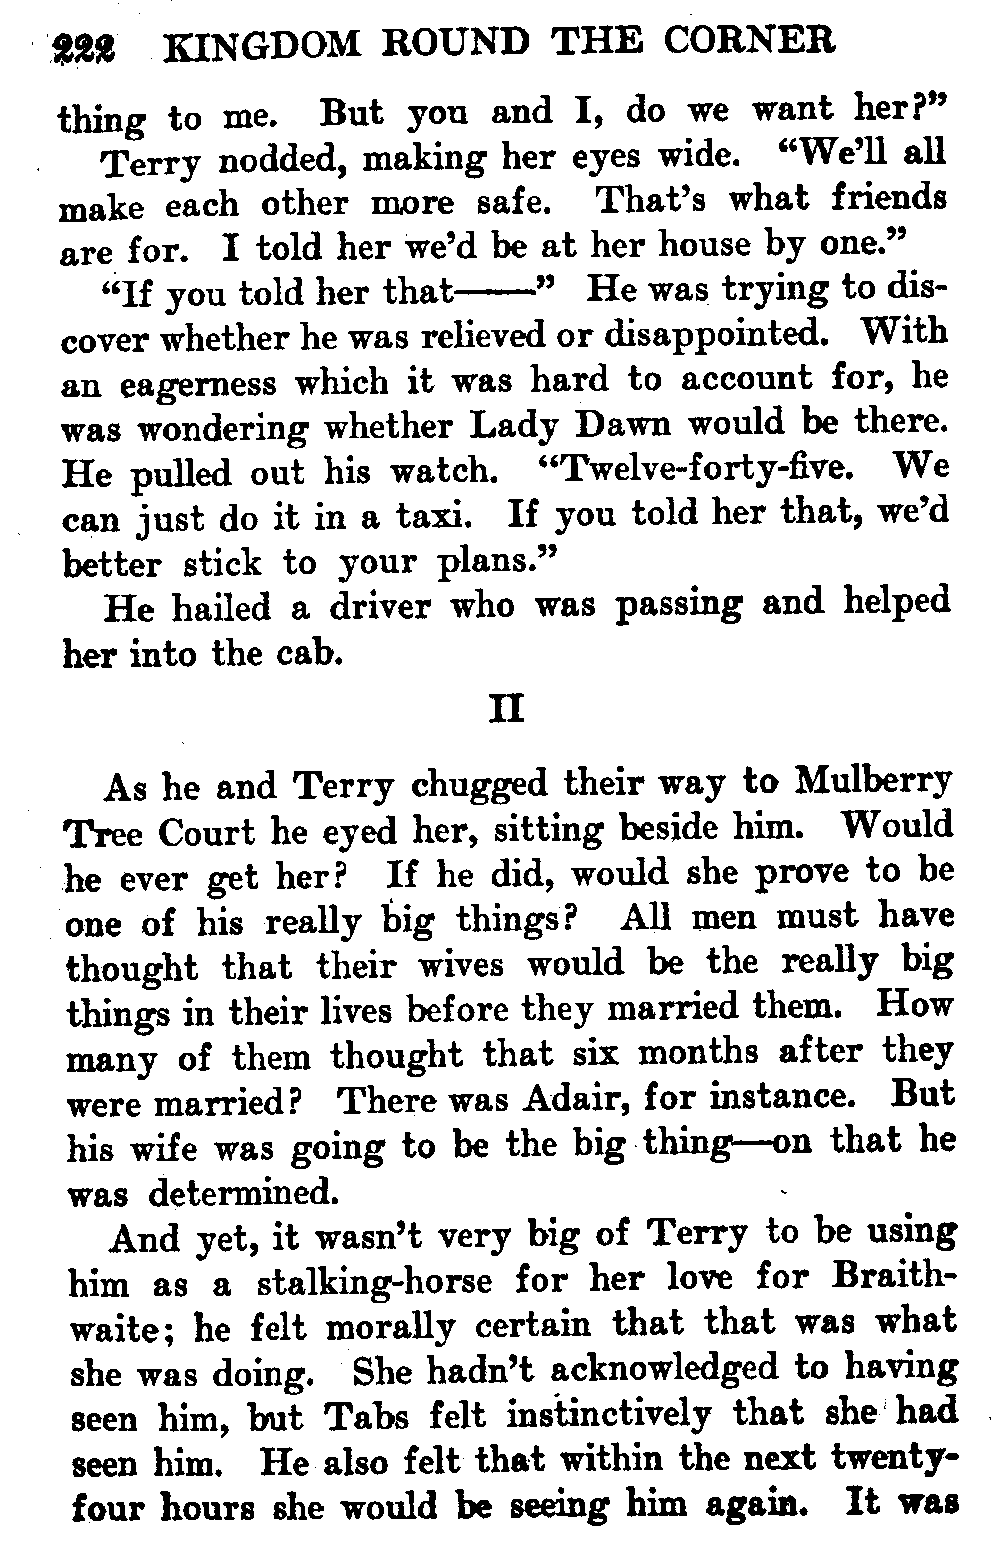 222 KINGDOM ROUND THE CORNER
thing to me. But you and I, do we want her?”
Terry nodded, making her eyes wide. “We’ll all
make each other more safe. That’s what friends
are for. I told her we’d be at her house by one.”
“If you told her that——” He was trying to dis-
cover whether he was relieved or disappointed. With
an eagerness which it was hard to account for, he
was wondering whether Lady Dawn would be there.
He pulled out his watch. “Twelve-forty-five. We
can just do it in a taxi. If you told her that, we’d
better stick to your plans.”
He hailed a driver who was passing and helped
her into the cab.
II
As he and Terry chugged their way to Mulberry
Tree Court he eyed her, sitting beside him. Would
he ever get her? If he did, would she prove to be
one of his really big things? All men must have
thought that their wives would be the really big
things in their lives before they married them. How
many of them thought that six months after they
were married? There was Adair, for instance. But
his wife was going to be the big thing—on that he
was determined.
And yet, it wasn’t very big of Terry to be using
him as a stalking-horse for her love for Braith-
waite; he felt morally certain that that was what
she was doing. She hadn’t acknowledged to having
seen him, but Tabs felt instinctively that she had
seen him. He also felt that within the next twenty-
four hours she would be seeing him again. It was